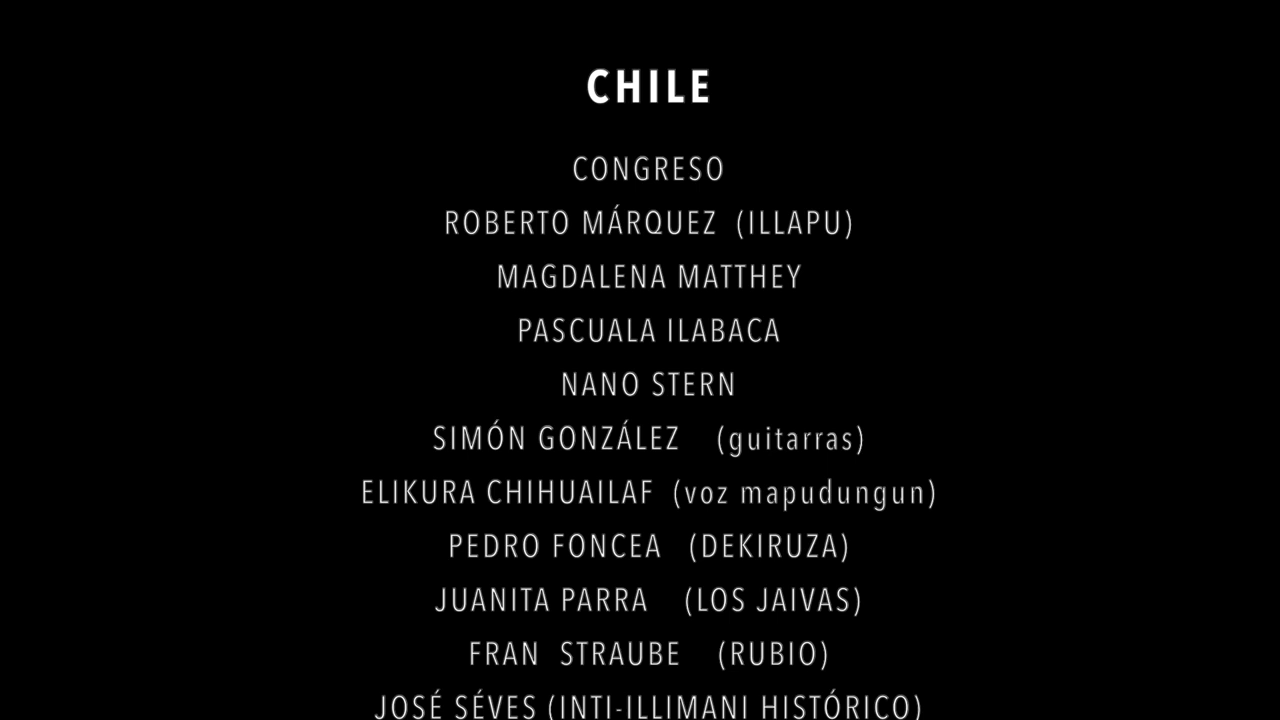 CHILE
CONGRESO
ROBERTO MÁRQUEZ (ILLAPU)
MAGDALENA MATTHEY
PASCUALA ILABACA
NANO STERN
SIMÓN GONZÁLEZ (guitarras)
ELIKURA CHIHUAILAF (voz mapudungun)
PEDRO FONCEA (DEKIRUZA)
JUANITA PARRA (LOS JAIVAS)
FRAN STRAUBE (RUBIO)
JOSÉ SÉVES (INTI-ILLIMANI HISTÓRICO)